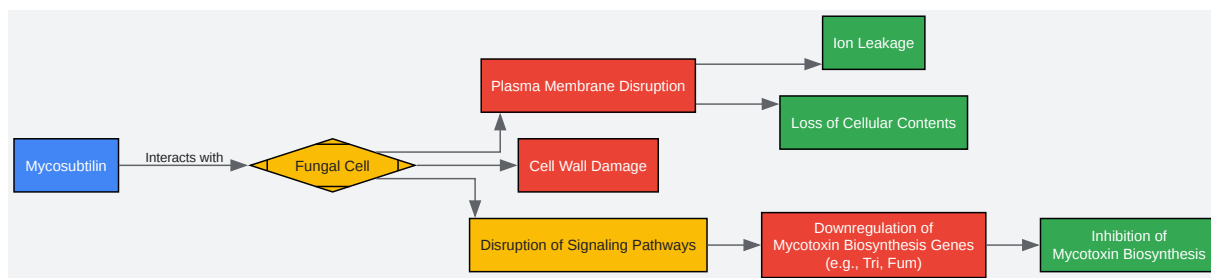 Mycosubtilin
Interacts with
Fungal Cell
Plasma Membrane Disruption
Ion Leakage
Loss of Cellular Contents
Cell Wall Damage
Disruption of Signaling Pathways
Downregulation of
Mycotoxin Biosynthesis Genes
(e.g., Tri, Fum)
Inhibition of
Mycotoxin Biosynthesis